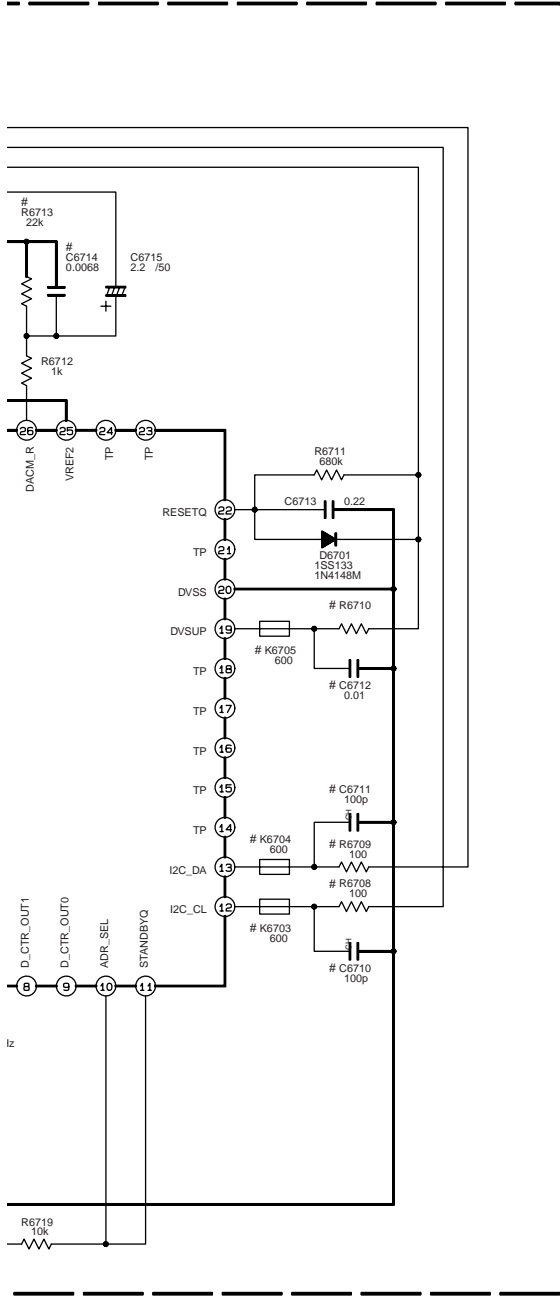 #
R6713
22k
#
C6714
0.0068
C6715
2.2 /50
+
R6712
1k
26
25
24
23
DACM_R
VREF2
TP
TP
R6711
680k
C6713 0.22
RESETQ 22
D6701
1SS133
1N4148M
TP 21
DVSS 20
# R6710
DVSUP 19
# K6705
600
TP 18
# C6712
0.01
TP 17
TP 16
TP 15
# C6711
100p
CH
TP 14
# K6704
600
# R6709
100
I2C_DA 13
# R6708
100
I2C_CL 12
# K6703
600
CH
# C6710
100p
D_CTR_OUT1
D_CTR_OUT0
ADR_SEL
STANDBYQ
8
9
10
11
lz
R6719
10k